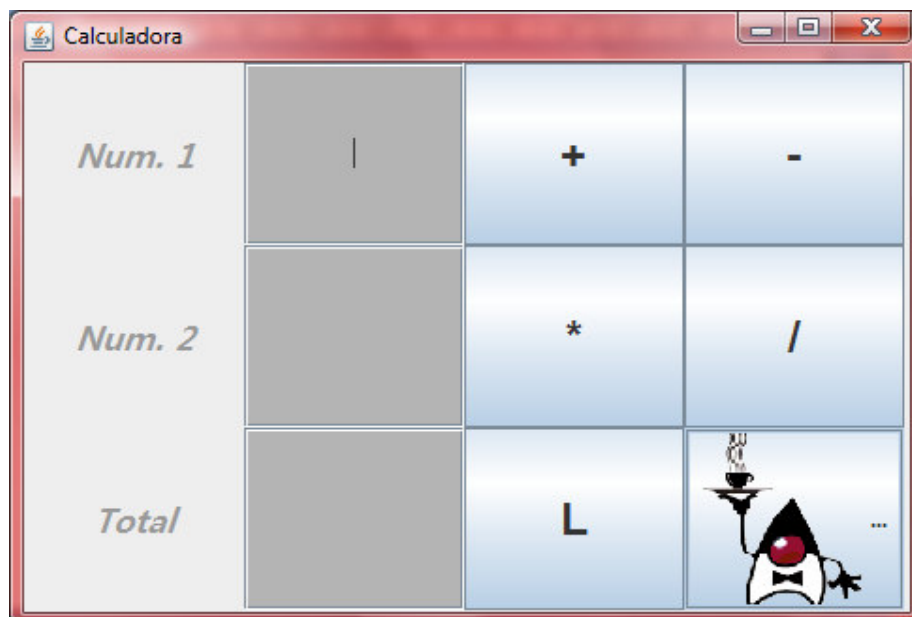 Calculadora
Num. 1 + -
Num. 2 * /
Total L ...